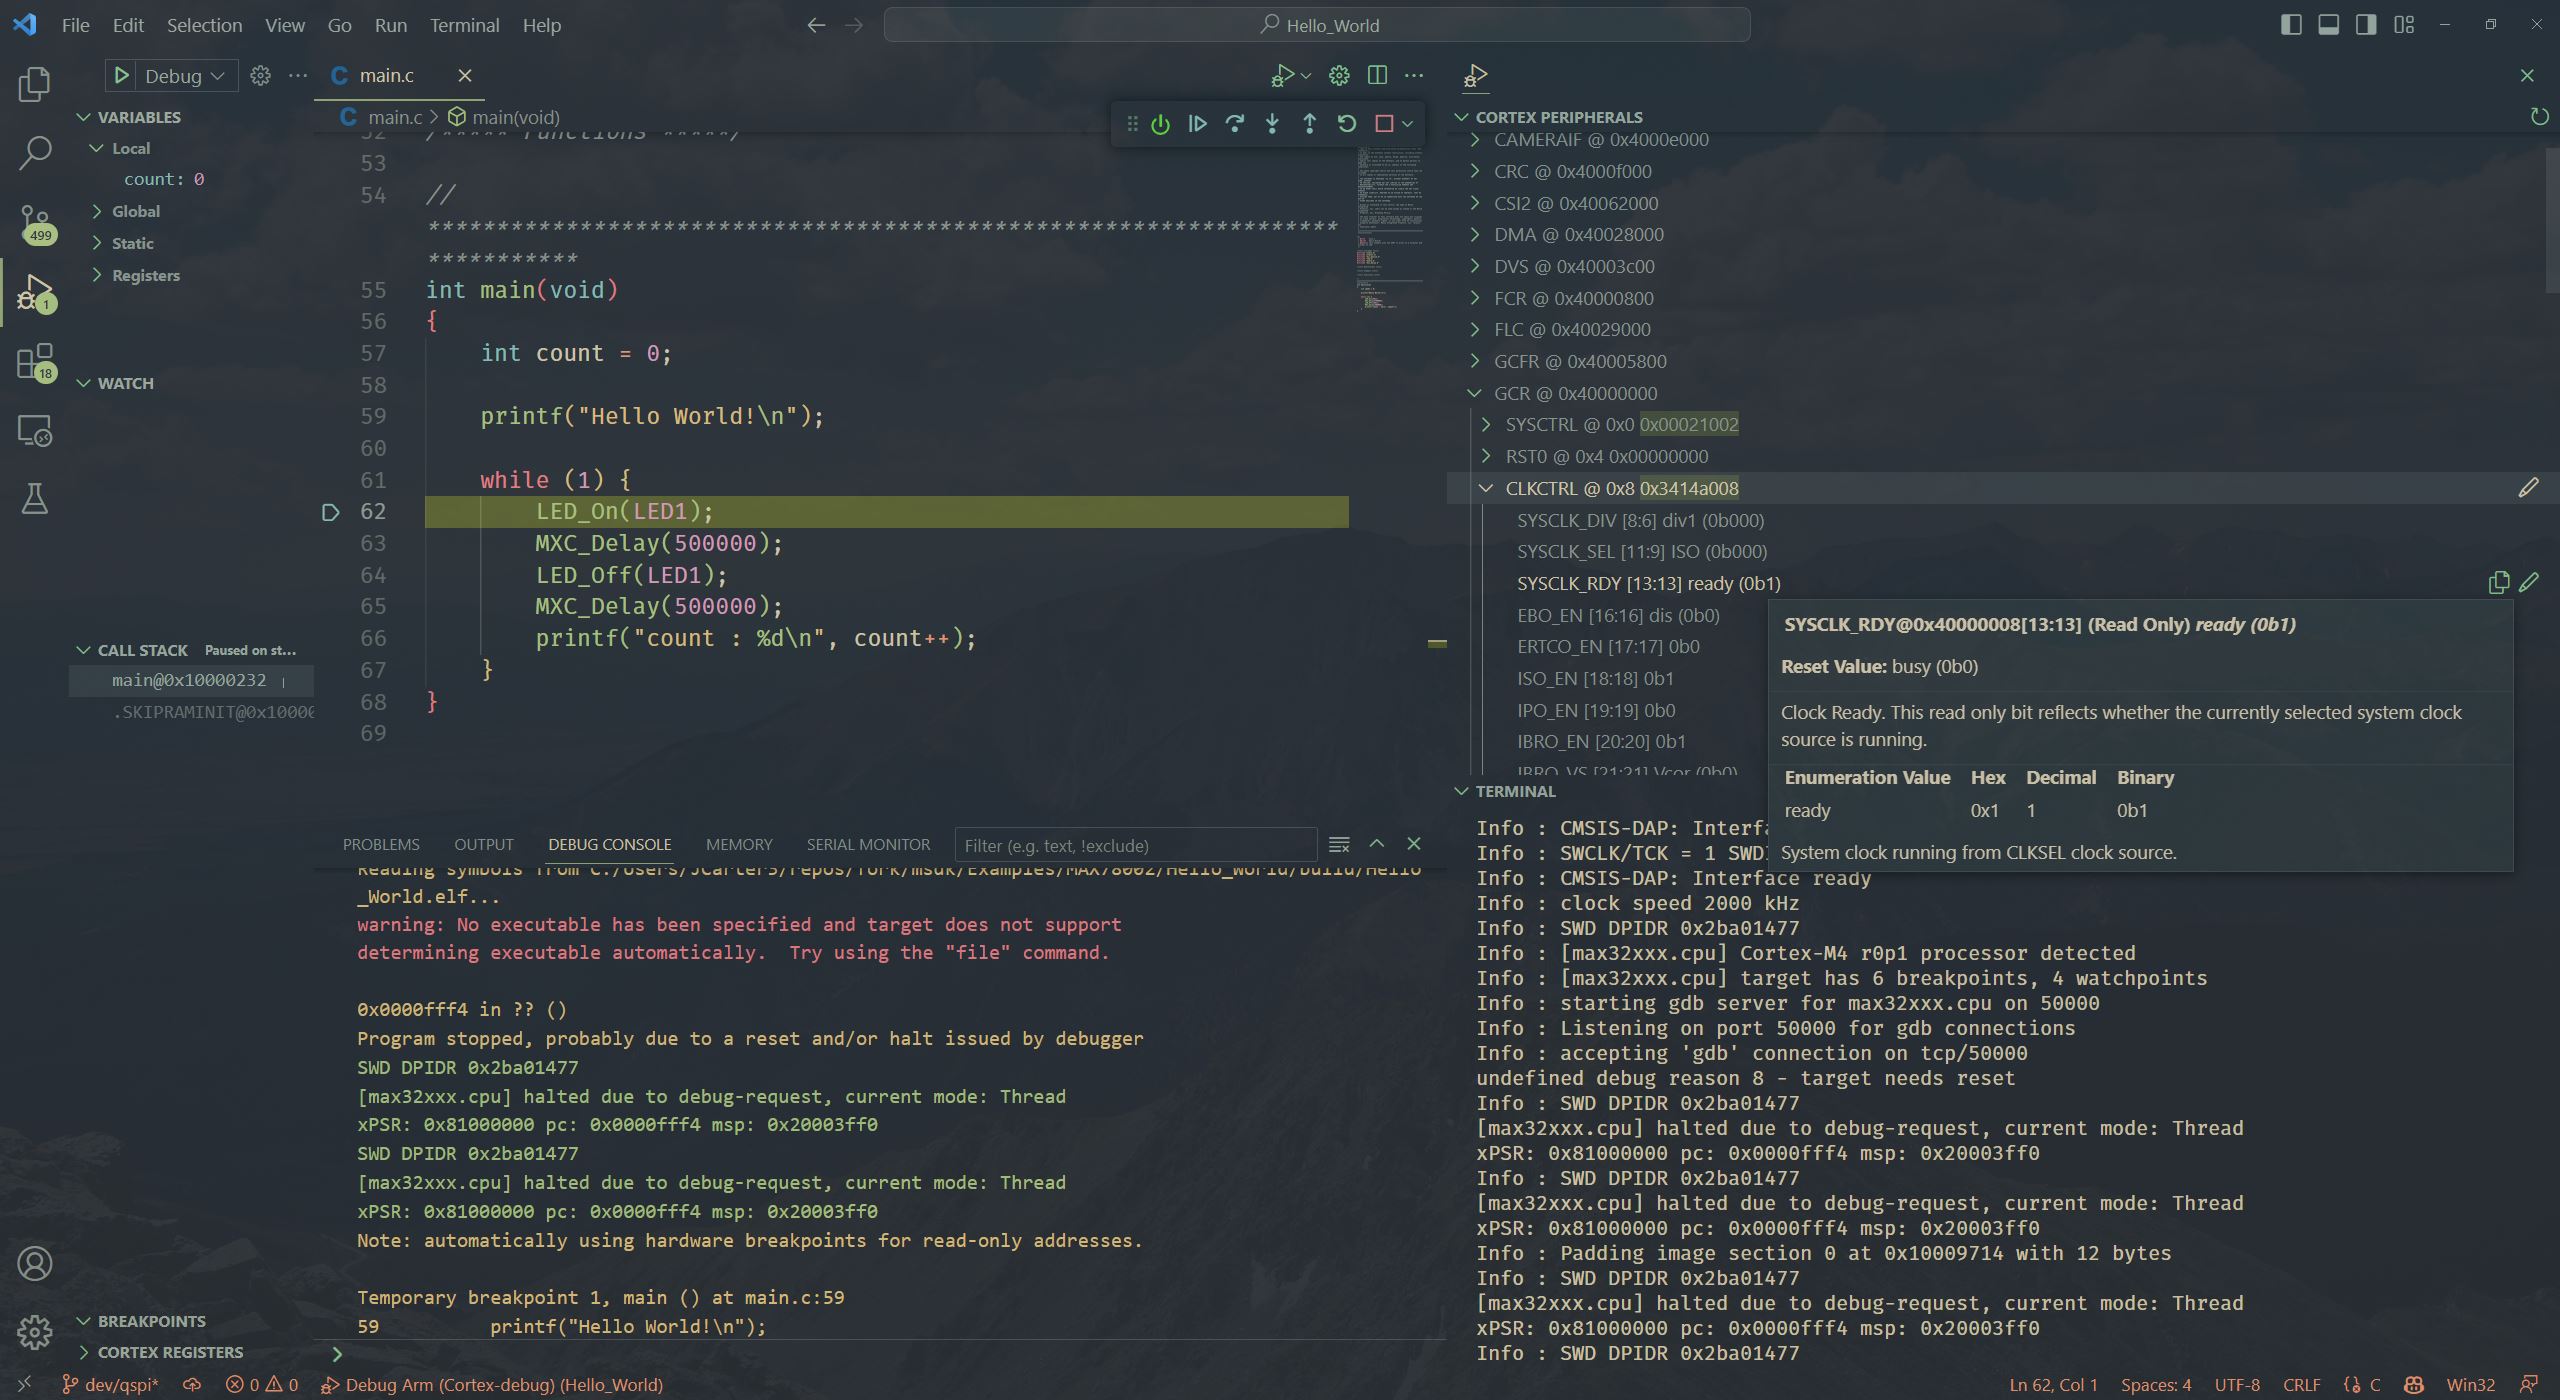 File Edit Selection View Go Run Terminal Help
Hello_World
Debug
main.c
main.c > main(void)
VARIABLES
Local
count: 0
Global
Static
Registers
499
1
18
WATCH
CALL STACK Paused on st...
main@0x10000232
.SKIPRAMINIT@0x1000
BREAKPOINTS
CORTEX REGISTERS
52 /***** Functions *****/
53
54 //
*******************************************************************
***********
55 int main(void)
56 {
57 int count = 0;
58
59 printf("Hello World!\n");
60
61 while (1) {
62 LED_On(LED1);
63 MXC_Delay(500000);
64 LED_Off(LED1);
65 MXC_Delay(500000);
66 printf("count : %d\n", count++);
67 }
68 }
69
PROBLEMS OUTPUT DEBUG CONSOLE MEMORY SERIAL MONITOR Filter (e.g. text, !exclude)
Reading symbols from C:/Users/JCarter3/repos/fork/msdk/Examples/MAX78002/Hello_World/build/Hello
_World.elf...
warning: No executable has been specified and target does not support
determining executable automatically.  Try using the "file" command.
0x0000fff4 in ?? ()
Program stopped, probably due to a reset and/or halt issued by debugger
SWD DPIDR 0x2ba01477
[max32xxx.cpu] halted due to debug-request, current mode: Thread
xPSR: 0x81000000 pc: 0x0000fff4 msp: 0x20003ff0
SWD DPIDR 0x2ba01477
[max32xxx.cpu] halted due to debug-request, current mode: Thread
xPSR: 0x81000000 pc: 0x0000fff4 msp: 0x20003ff0
Note: automatically using hardware breakpoints for read-only addresses.
Temporary breakpoint 1, main () at main.c:59
59 printf("Hello World!\n");
CORTEX PERIPHERALS
CAMERAIF @ 0x4000e000
CRC @ 0x4000f000
CSI2 @ 0x40062000
DMA @ 0x40028000
DVS @ 0x40003c00
FCR @ 0x40000800
FLC @ 0x40029000
GCFR @ 0x40005800
GCR @ 0x40000000
SYSCTRL @ 0x0 0x00021002
RST0 @ 0x4 0x00000000
CLKCTRL @ 0x8 0x3414a008
SYSCLK_DIV [8:6] div1 (0b000)
SYSCLK_SEL [11:9] ISO (0b000)
SYSCLK_RDY [13:13] ready (0b1)
EBO_EN [16:16] dis (0b0)
ERTCO_EN [17:17] 0b0
ISO_EN [18:18] 0b1
IPO_EN [19:19] 0b0
IBRO_EN [20:20] 0b1
IBRO_VS [21:21] Vcor (0b0)
SYSCLK_RDY@0x40000008[13:13] (Read Only) ready (0b1)
Reset Value: busy (0b0)
Clock Ready. This read only bit reflects whether the currently selected system clock
source is running.
Enumeration Value Hex Decimal Binary
ready 0x1 1 0b1
System clock running from CLKSEL clock source.
TERMINAL
Info : CMSIS-DAP: Interf
Info : SWCLK/TCK = 1 SWD
Info : CMSIS-DAP: Interface ready
Info : clock speed 2000 kHz
Info : SWD DPIDR 0x2ba01477
Info : [max32xxx.cpu] Cortex-M4 r0p1 processor detected
Info : [max32xxx.cpu] target has 6 breakpoints, 4 watchpoints
Info : starting gdb server for max32xxx.cpu on 50000
Info : Listening on port 50000 for gdb connections
Info : accepting 'gdb' connection on tcp/50000
undefined debug reason 8 - target needs reset
Info : SWD DPIDR 0x2ba01477
[max32xxx.cpu] halted due to debug-request, current mode: Thread
xPSR: 0x81000000 pc: 0x0000fff4 msp: 0x20003ff0
Info : SWD DPIDR 0x2ba01477
[max32xxx.cpu] halted due to debug-request, current mode: Thread
xPSR: 0x81000000 pc: 0x0000fff4 msp: 0x20003ff0
Info : Padding image section 0 at 0x10009714 with 12 bytes
Info : SWD DPIDR 0x2ba01477
[max32xxx.cpu] halted due to debug-request, current mode: Thread
xPSR: 0x81000000 pc: 0x0000fff4 msp: 0x20003ff0
Info : SWD DPIDR 0x2ba01477
dev/qspi* 0 0 Debug Arm (Cortex-debug) (Hello_World) Ln 62, Col 1 Spaces: 4 UTF-8 CRLF C Win32